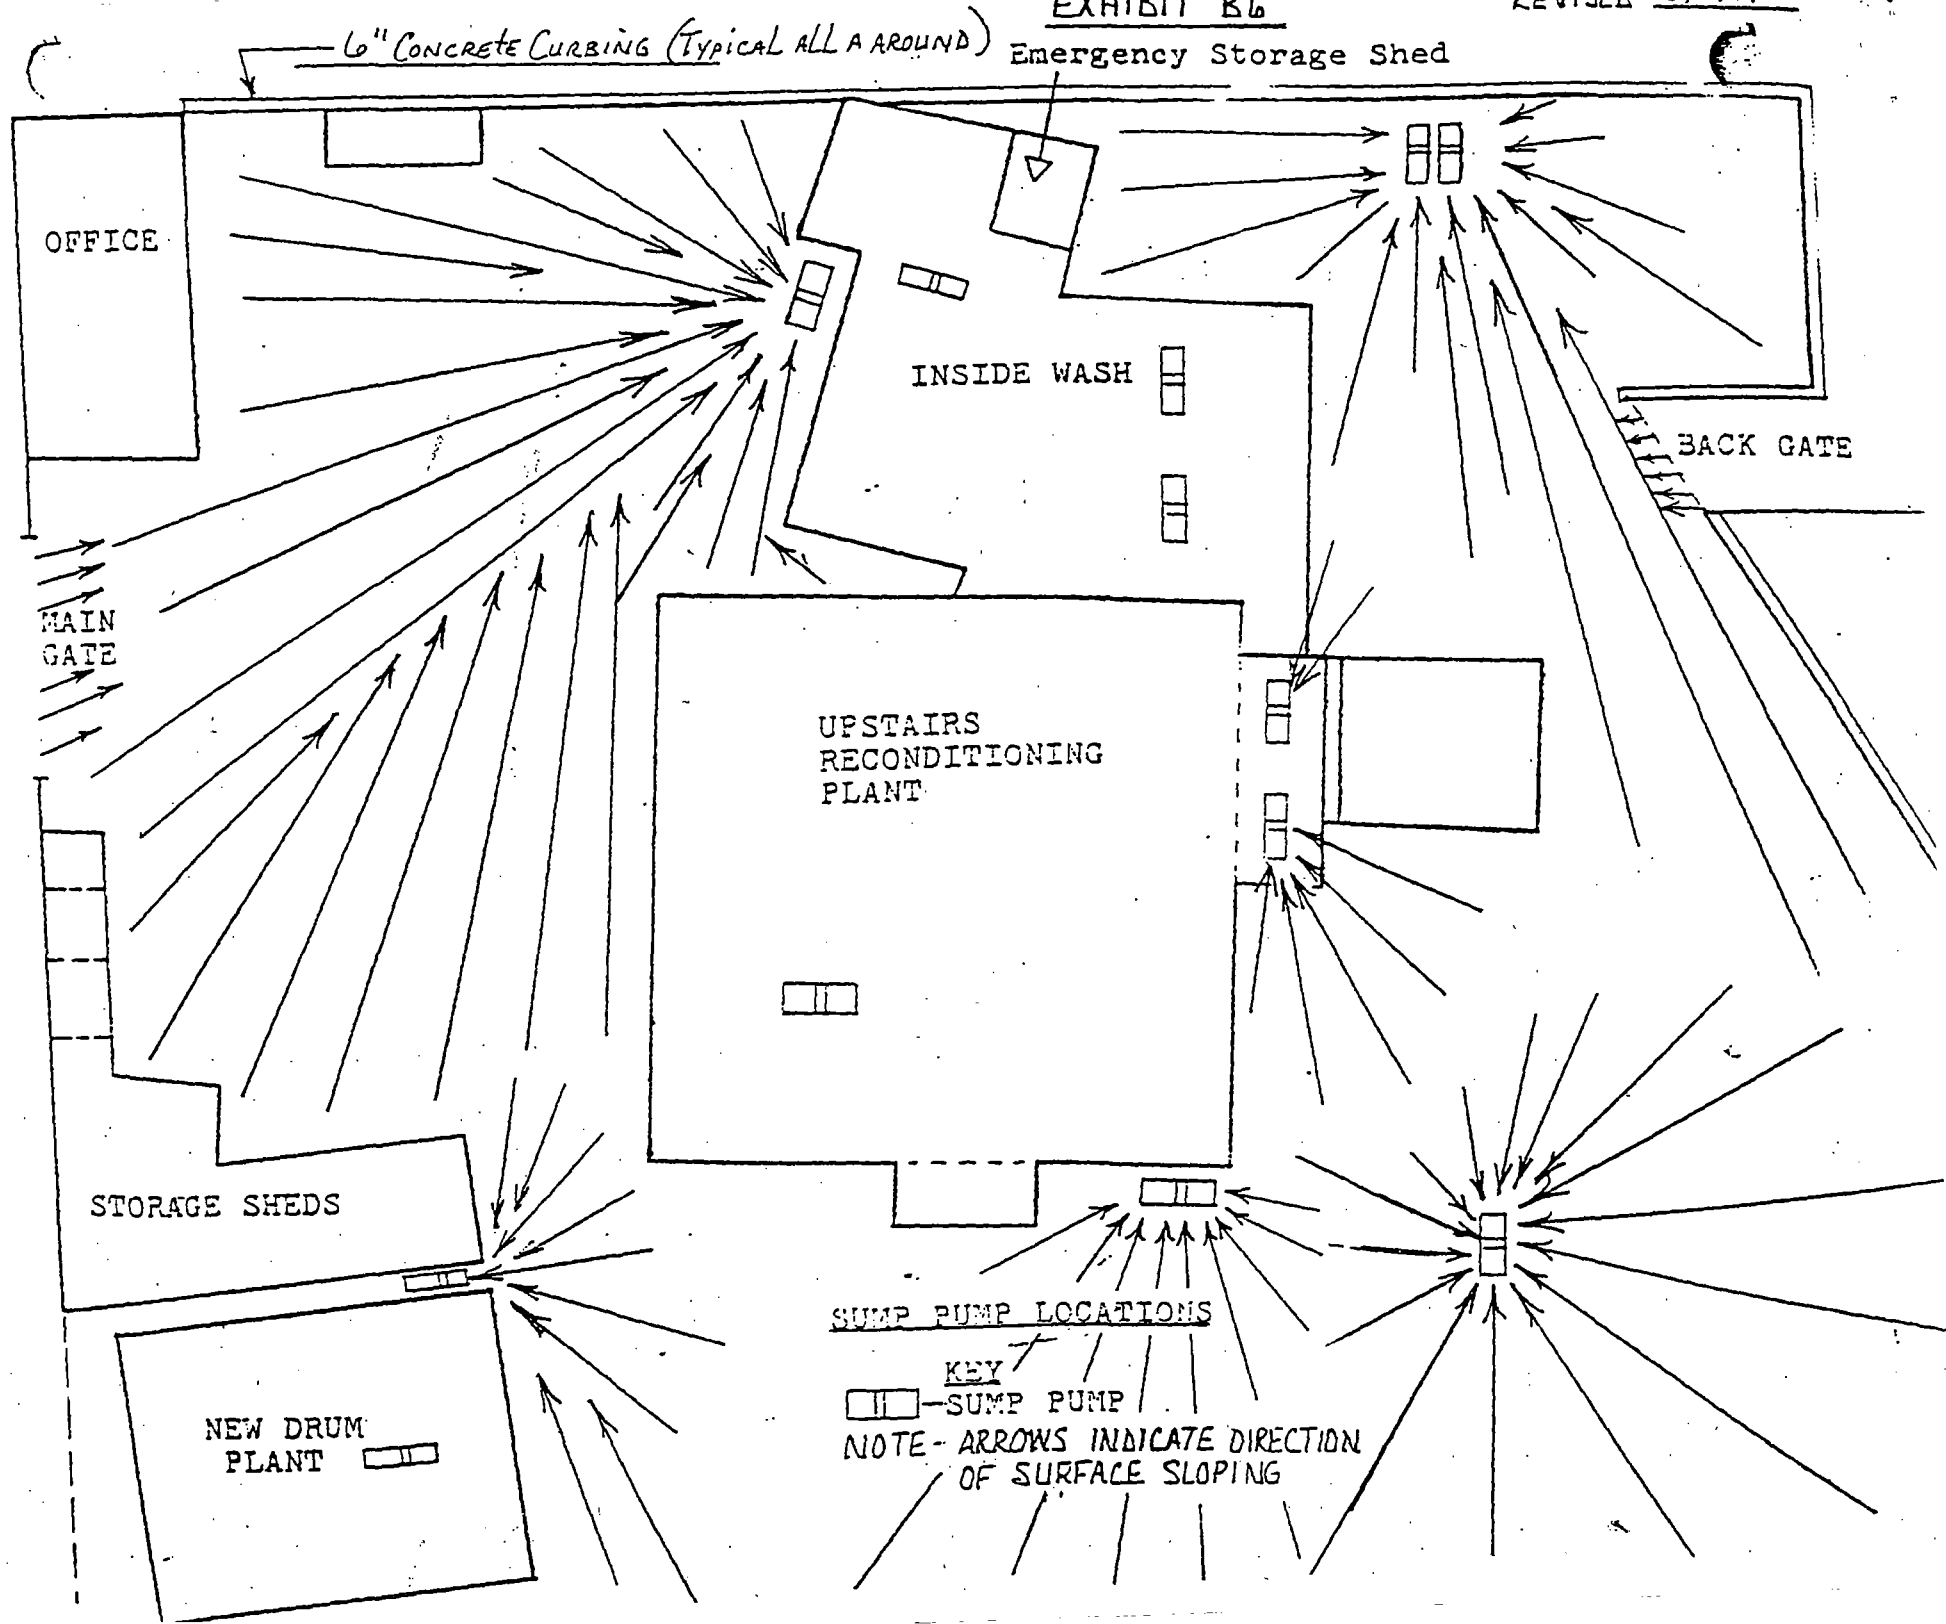 EXHIBIT B6
REVISED
6" CONCRETE CURBING (TYPICAL ALL A AROUND)
Emergency Storage Shed
OFFICE
INSIDE WASH
BACK GATE
MAIN
GATE
UPSTAIRS
RECONDITIONING
PLANT
STORAGE SHEDS
SUMP PUMP LOCATIONS
KEY
-SUMP PUMP
NEW DRUM
PLANT
NOTE- ARROWS INDICATE DIRECTION
OF SURFACE SLOPING